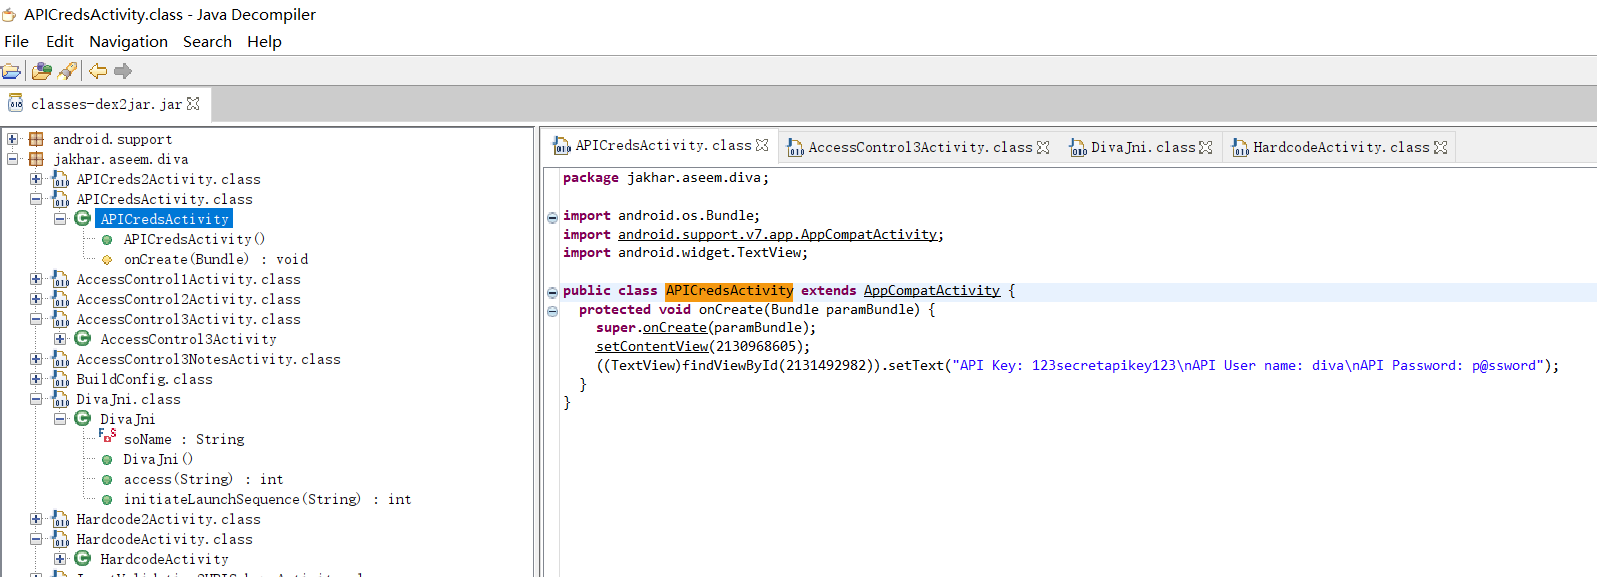 APICredsActivity.class - Java Decompiler
File Edit Navigation Search Help
classes-dex2jar.jar
android.support
jakhar.aseem.diva
APICreds2Activity.class
APICredsActivity.class
APICredsActivity
APICredsActivity()
onCreate(Bundle) : void
AccessControl1Activity.class
AccessControl2Activity.class
AccessControl3Activity.class
AccessControl3Activity
AccessControl3NotesActivity.class
BuildConfig.class
DivaJni.class
DivaJni
soName : String
DivaJni()
access(String) : int
initiateLaunchSequence(String) : int
Hardcode2Activity.class
HardcodeActivity.class
HardcodeActivity
APICredsActivity.class AccessControl3Activity.class DivaJni.class HardcodeActivity.class
package jakhar.aseem.diva;
import android.os.Bundle;
import android.support.v7.app.AppCompatActivity;
import android.widget.TextView;
public class APICredsActivity extends AppCompatActivity {
protected void onCreate(Bundle paramBundle) {
super.onCreate(paramBundle);
setContentView(2130968605);
((TextView)findViewById(2131492982)).setText("API Key: 123secretapikey123\nAPI User name: diva\nAPI Password: p@ssword");
}
}